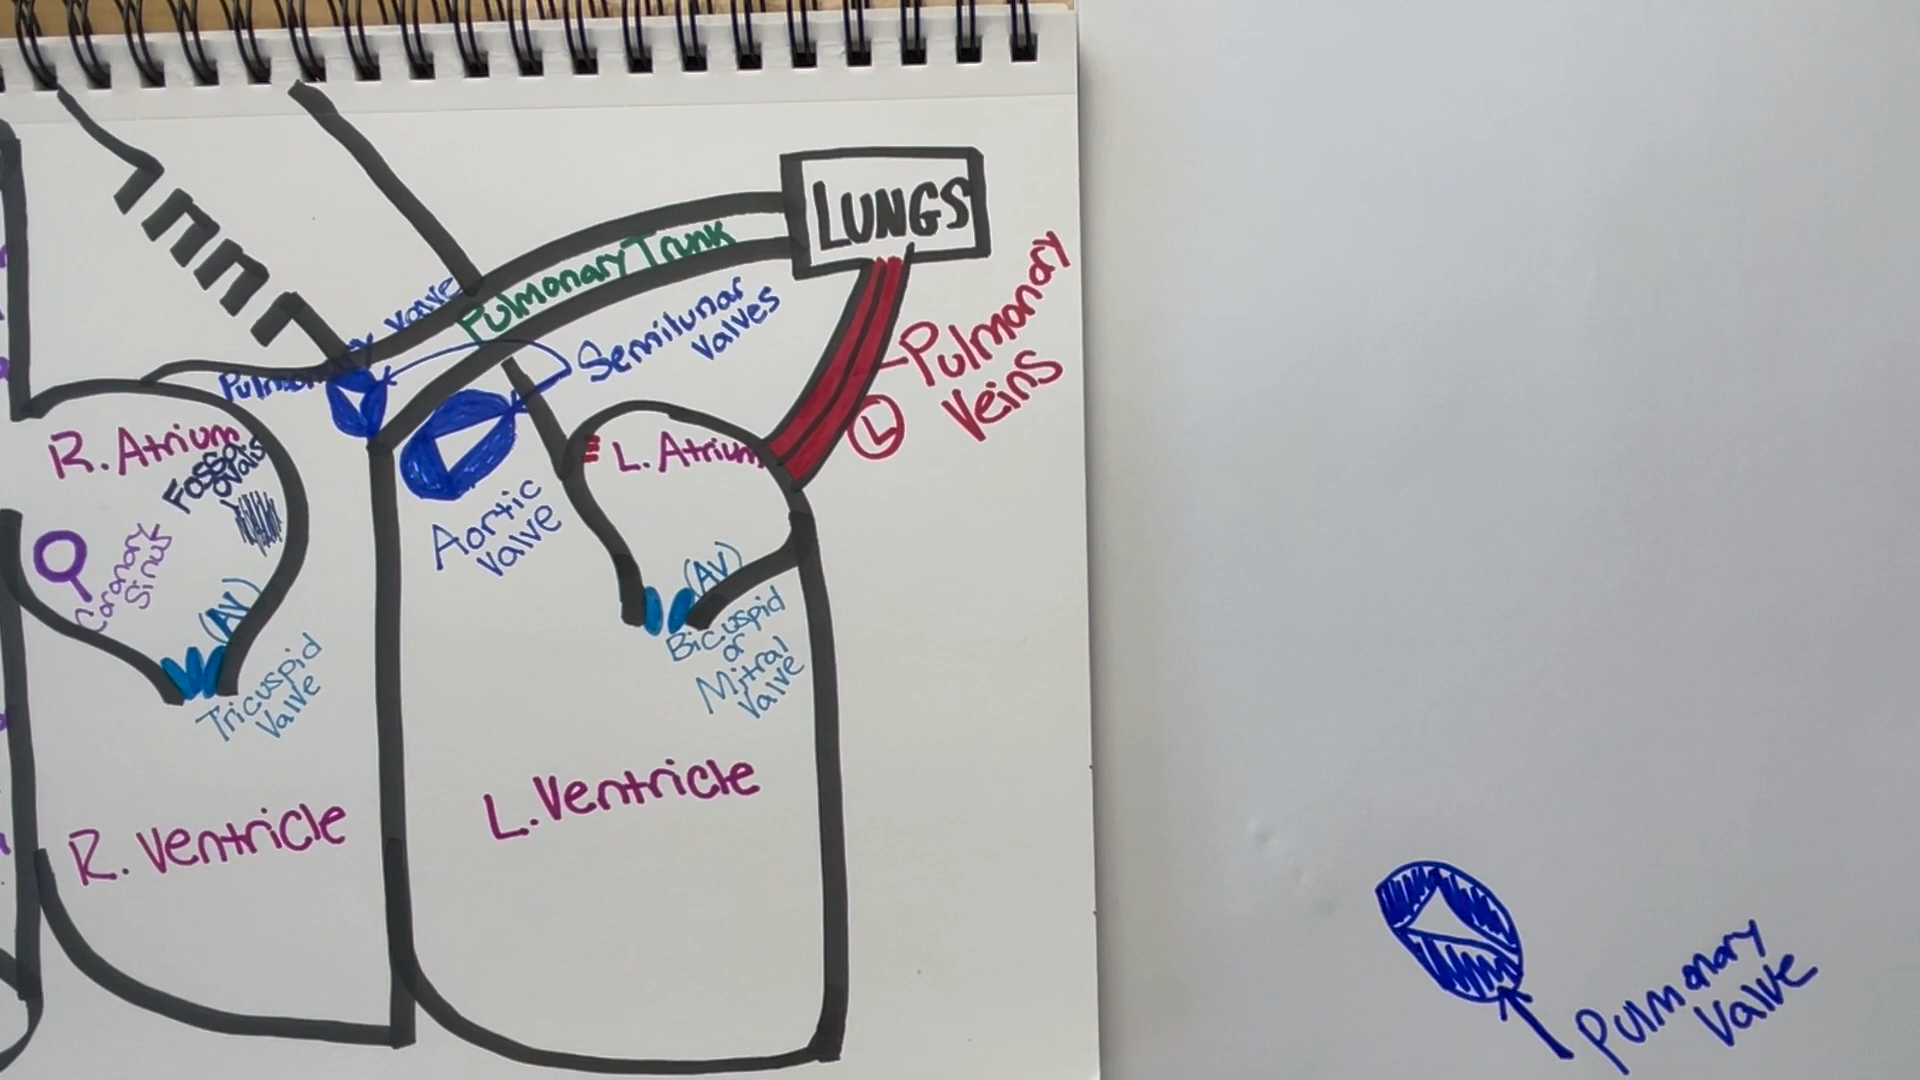 LUNGS
Pulmonary Trunk
Pulmonary Valve
Semilunar
Valves
Pulmonary
Veins
L
R. Atrium
Fossa
Ovalis
L. Atrium
Aortic
Valve
Coronary
Sinus
(AV)
Tricuspid
Valve
(AV)
Bicuspid
or
Mitral
Valve
L. Ventricle
R. Ventricle
Pulmonary
Valve